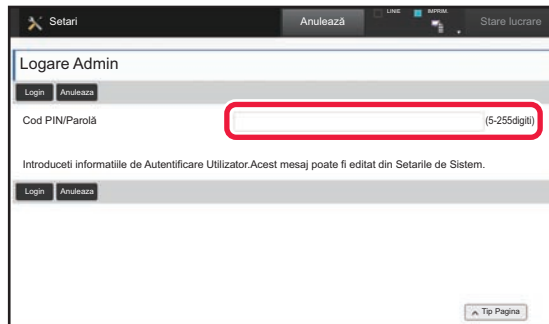 Setari
Anulează
LINIE
IMPRIM.
Stare lucrare
Logare Admin
Login Anuleaza
Cod PIN/Parolă
(5-255digiti)
Introduceti informatiile de Autentificare Utilizator.Acest mesaj poate fi editat din Setarile de Sistem.
Login Anuleaza
Tip Pagina